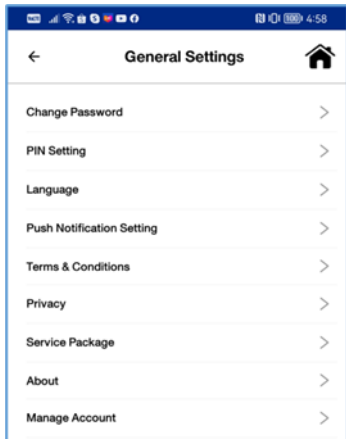 100 4:58
General Settings
Change Password
PIN Setting
Language
Push Notification Setting
Terms & Conditions
Privacy
Service Package
About
Manage Account